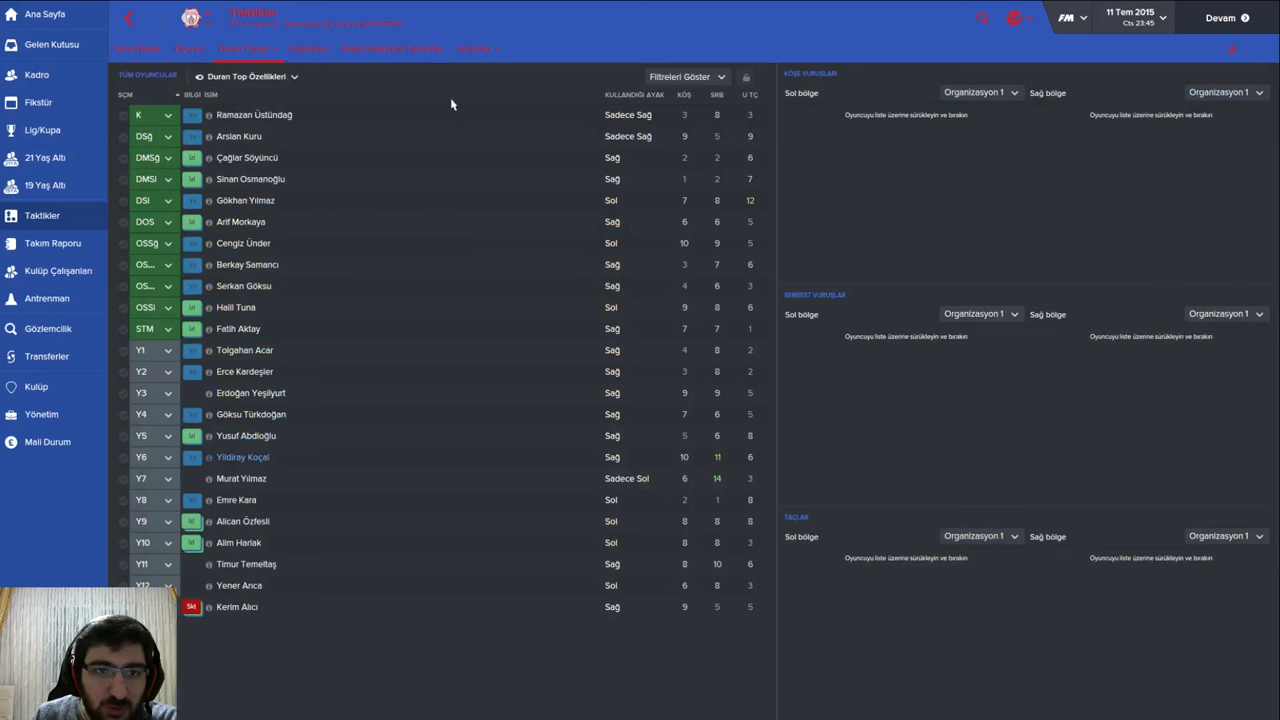 Ana Sayfa
Gelen Kutusu
Kadro
Fikstür
Lig/Kupa
21 Yaş Altı
19 Yaş Altı
Taktikler
Takım Raporu
Kulüp Çalışanları
Antrenman
Gözlemcilik
Transferler
Kulüp
Yönetim
Mali Durum
Taktikler
FM
11 Tem 2015
Cts 23:45
Devam
TÜM OYUNCULAR
Duran Top Özellikleri
Filtreleri Göster
SÇM BİLGİ İSİM KULLANDIĞI AYAK KÖŞ SRB U TÇ
K Ramazan Üstündağ Sadece Sağ 3 8 3
DSğ Arslan Kuru Sadece Sağ 9 5 9
DMSğ İzl Çağlar Söyüncü Sağ 2 2 6
DMSl İzl Sinan Osmanoğlu Sağ 1 2 7
DSl Gökhan Yılmaz Sol 7 8 12
DOS İzl Arif Morkaya Sağ 6 6 5
OSSğ Cengiz Ünder Sol 10 9 5
OS... Berkay Samancı Sağ 3 7 6
OS... Serkan Göksu Sağ 4 6 3
OSSl İzl Halil Tuna Sol 9 8 6
STM İzl Fatih Aktay Sağ 7 7 1
Y1 Tolgahan Acar Sağ 4 8 2
Y2 Erce Kardeşler Sağ 3 8 2
Y3 Erdoğan Yeşilyurt Sağ 9 9 5
Y4 Göksu Türkdoğan Sağ 7 6 5
Y5 İzl Yusuf Abdioğlu Sağ 5 6 8
Y6 Yildiray Koçal Sağ 10 11 6
Y7 Murat Yılmaz Sadece Sol 6 14 3
Y8 Emre Kara Sol 2 1 8
Y9 İzl Alican Özfesli Sol 8 8 8
Y10 İzl Alim Harlak Sol 8 8 3
Y11 Timur Temeltaş Sağ 8 10 6
Y12 Yener Arıca Sol 6 8 3
Skt Kerim Alıcı Sağ 9 5 5
KÖŞE VURUŞLARI
Sol bölge Organizasyon 1 Sağ bölge Organizasyon 1
Oyuncuyu liste üzerine sürükleyin ve bırakın Oyuncuyu liste üzerine sürükleyin ve bırakın
SERBEST VURUŞLAR
Sol bölge Organizasyon 1 Sağ bölge Organizasyon 1
Oyuncuyu liste üzerine sürükleyin ve bırakın Oyuncuyu liste üzerine sürükleyin ve bırakın
TAÇLAR
Sol bölge Organizasyon 1 Sağ bölge Organizasyon 1
Oyuncuyu liste üzerine sürükleyin ve bırakın Oyuncuyu liste üzerine sürükleyin ve bırakın